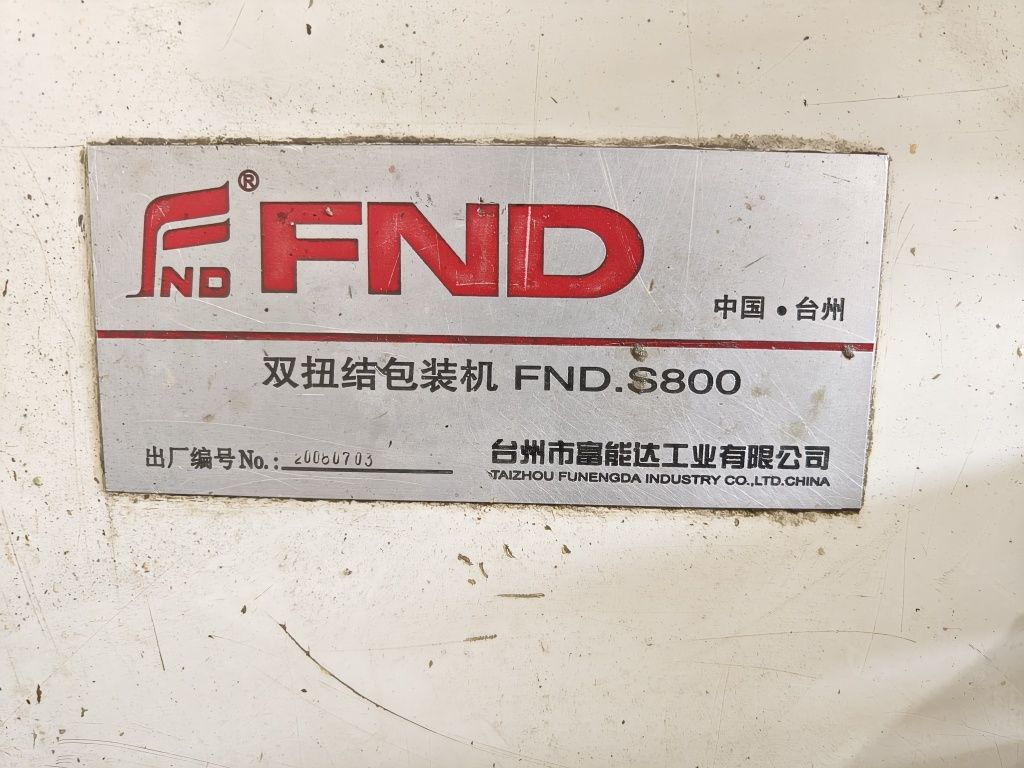 FND® FND
中国·台州
双扭结包装机 FND.S800
出厂编号No.: 20060703
台州市富能达工业有限公司
TAIZHOU FUNENGDA INDUSTRY CO.,LTD.CHINA